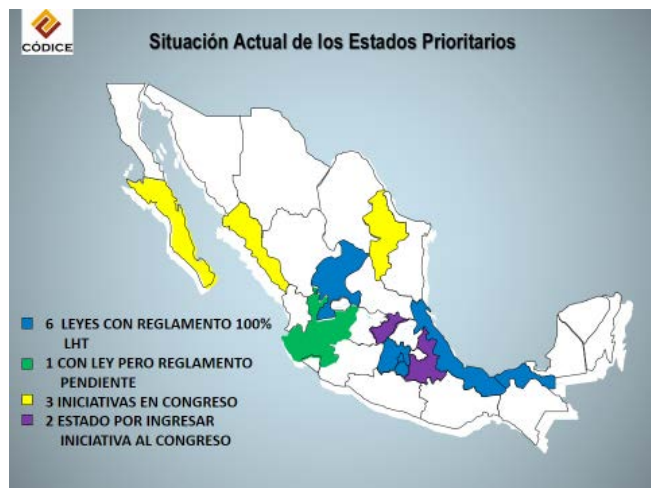 CÓDICE
Situación Actual de los Estados Prioritarios
6 LEYES CON REGLAMENTO 100%
LHT
1 CON LEY PERO REGLAMENTO
PENDIENTE
3 INICIATIVAS EN CONGRESO
2 ESTADO POR INGRESAR
INICIATIVA AL CONGRESO